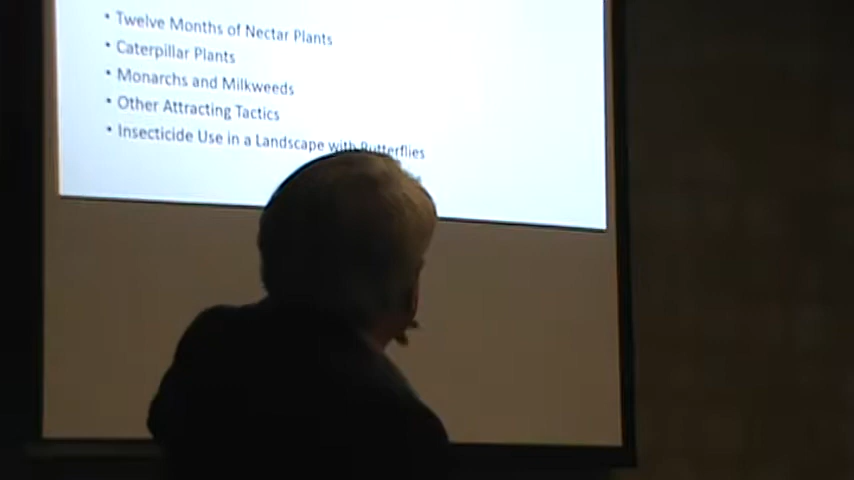 • Twelve Months of Nectar Plants
• Caterpillar Plants
• Monarchs and Milkweeds
• Other Attracting Tactics
• Insecticide Use in a Landscape with Butterflies